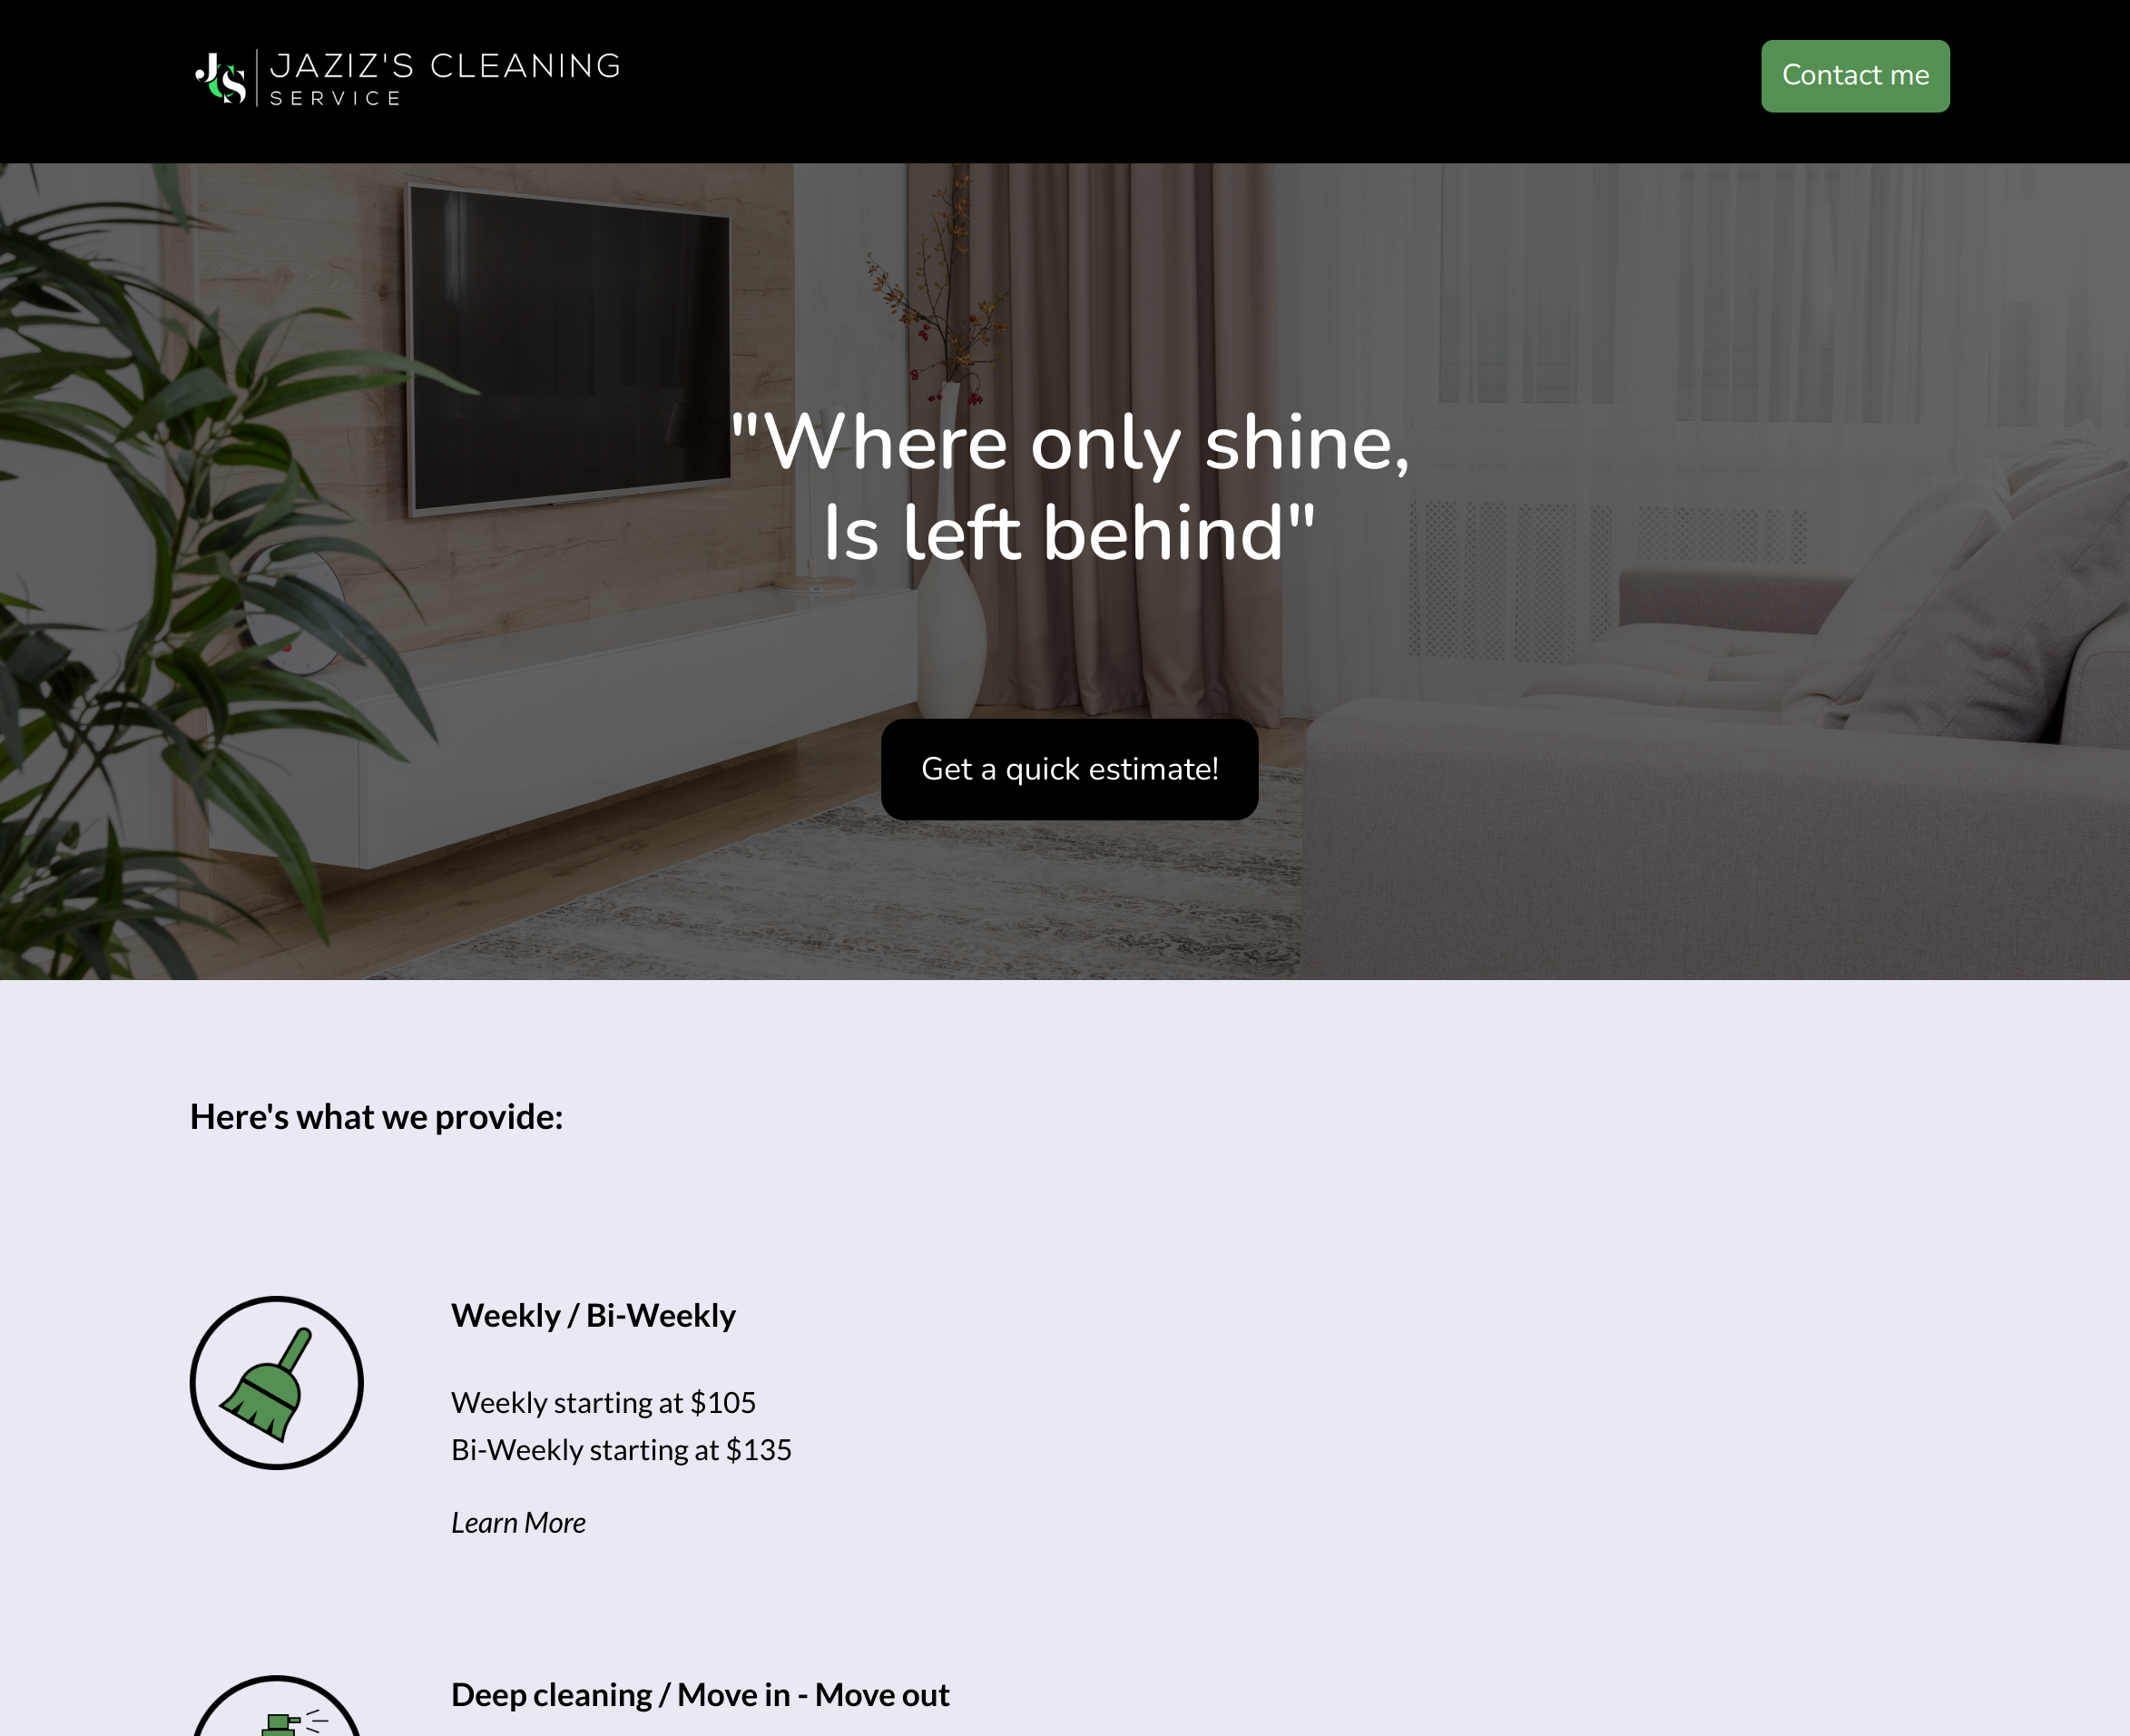 JCS
JAZIZ'S CLEANING
SERVICE
Contact me
"Where only shine,
Is left behind"
Get a quick estimate!
Here's what we provide:
Weekly / Bi-Weekly
Weekly starting at $105
Bi-Weekly starting at $135
Learn More
Deep cleaning / Move in - Move out